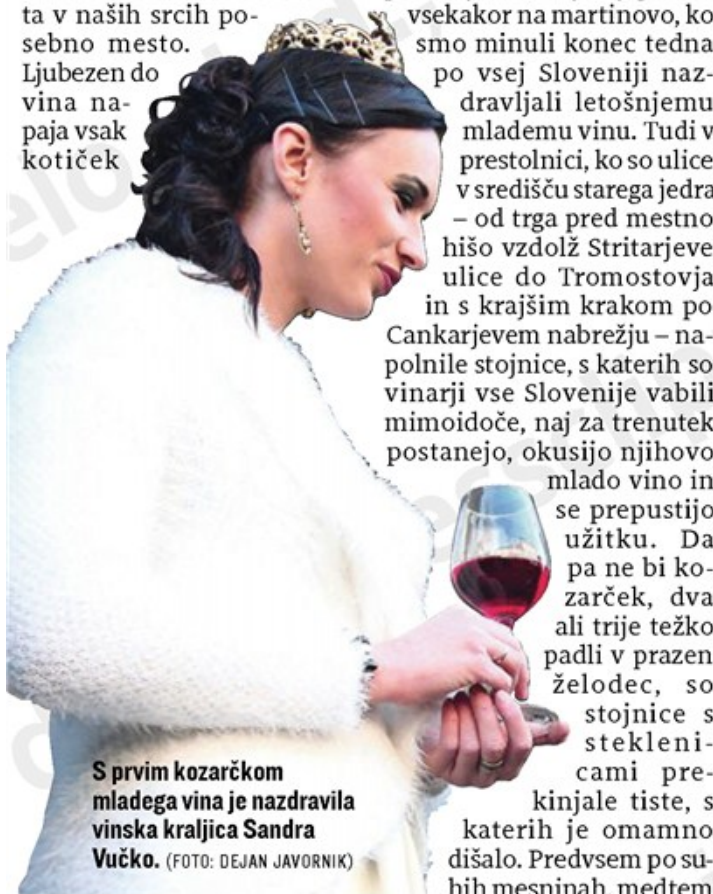 ta v naših srcih po-
sebno mesto.
Ljubezen do
vina na-
paja vsak
kotiček
vsekakor na martinovo, ko
smo minuli konec tedna
po vsej Sloveniji naz-
dravljali letošnjemu
mlademu vinu. Tudi v
prestolnici, ko so ulice
v središču starega jedra
– od trga pred mestno
hišo vzdolž Stritarjeve
ulice do Tromostovja
in s krajšim krakom po
Cankarjevem nabrežju – na-
polnile stojnice, s katerih so
vinarji vse Slovenije vabili
mimoidoče, naj za trenutek
postanejo, okusijo njihovo
mlado vino in
se prepustijo
užitku. Da
pa ne bi ko-
zarček, dva
ali trije težko
padli v prazen
želodec, so
stojnice s
stekleni-
cami pre-
kinjale tiste, s
katerih je omamno
dišalo. Predvsem po su-
hih mesninah, medtem
S prvim kozarčkom
mladega vina je nazdravila
vinska kraljica Sandra
Vučko. (FOTO: DEJAN JAVORNIK)